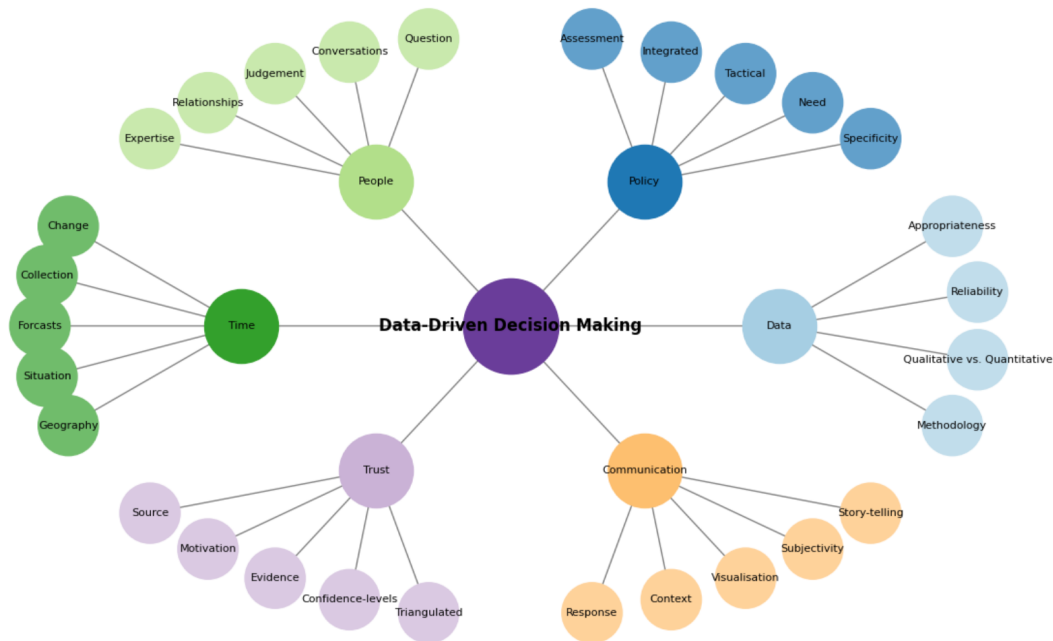 Question
Assessment
Conversations
Integrated
Judgement
Tactical
Relationships
Need
Expertise
Specificity
People
Policy
Change
Appropriateness
Collection
Reliability
Forcasts
Time
Data-Driven Decision Making
Data
Situation
Qualitative vs. Quantitative
Geography
Methodology
Trust
Communication
Source
Story-telling
Motivation
Subjectivity
Evidence
Visualisation
Confidence-levels
Context
Triangulated
Response